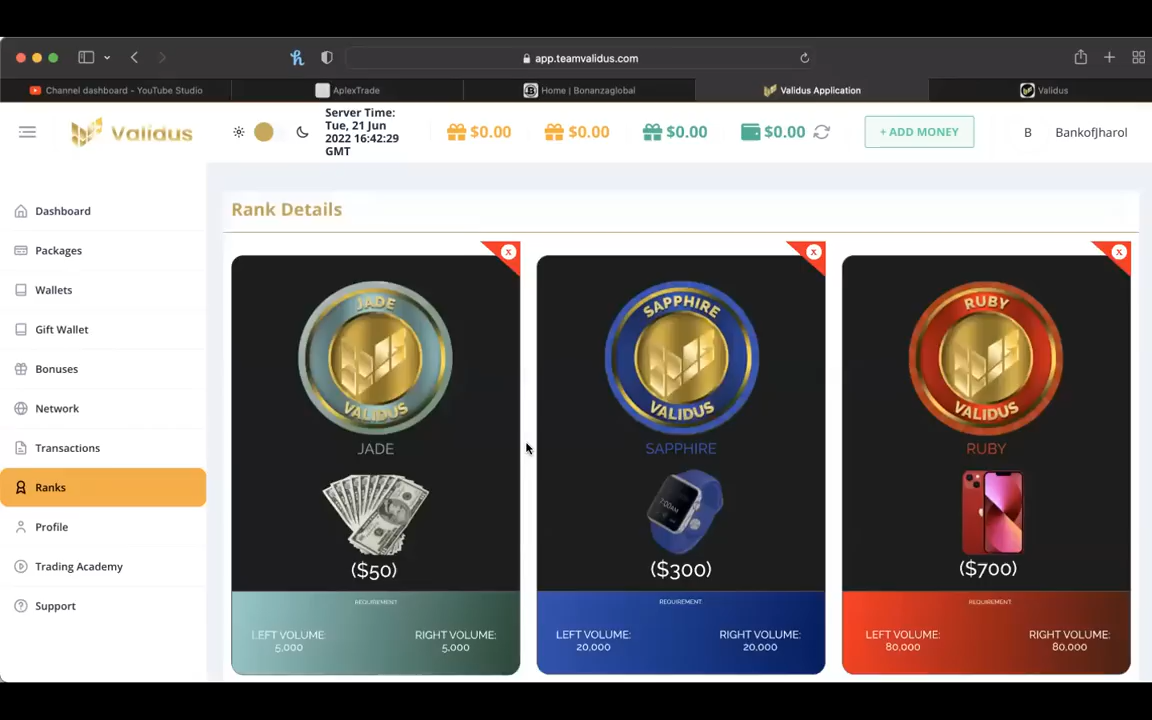 app.teamvalidus.com
Channel dashboard - YouTube Studio
AplexTrade
Home | Bonanzaglobal
Validus Application
Validus
Validus
Server Time:
Tue, 21 Jun
2022 16:42:29
GMT
$0.00
$0.00
$0.00
$0.00
+ ADD MONEY
B
BankofJharol
Dashboard
Packages
Wallets
Gift Wallet
Bonuses
Network
Transactions
Ranks
Profile
Trading Academy
Support
Rank Details
x
JADE
VALIDUS
JADE
($50)
REQUIREMENT
LEFT VOLUME:
5,000
RIGHT VOLUME:
5,000
x
SAPPHIRE
VALIDUS
SAPPHIRE
7:00AM
($300)
REQUIREMENT
LEFT VOLUME:
20,000
RIGHT VOLUME:
20,000
x
RUBY
VALIDUS
RUBY
($700)
REQUIREMENT
LEFT VOLUME:
80,000
RIGHT VOLUME:
80,000